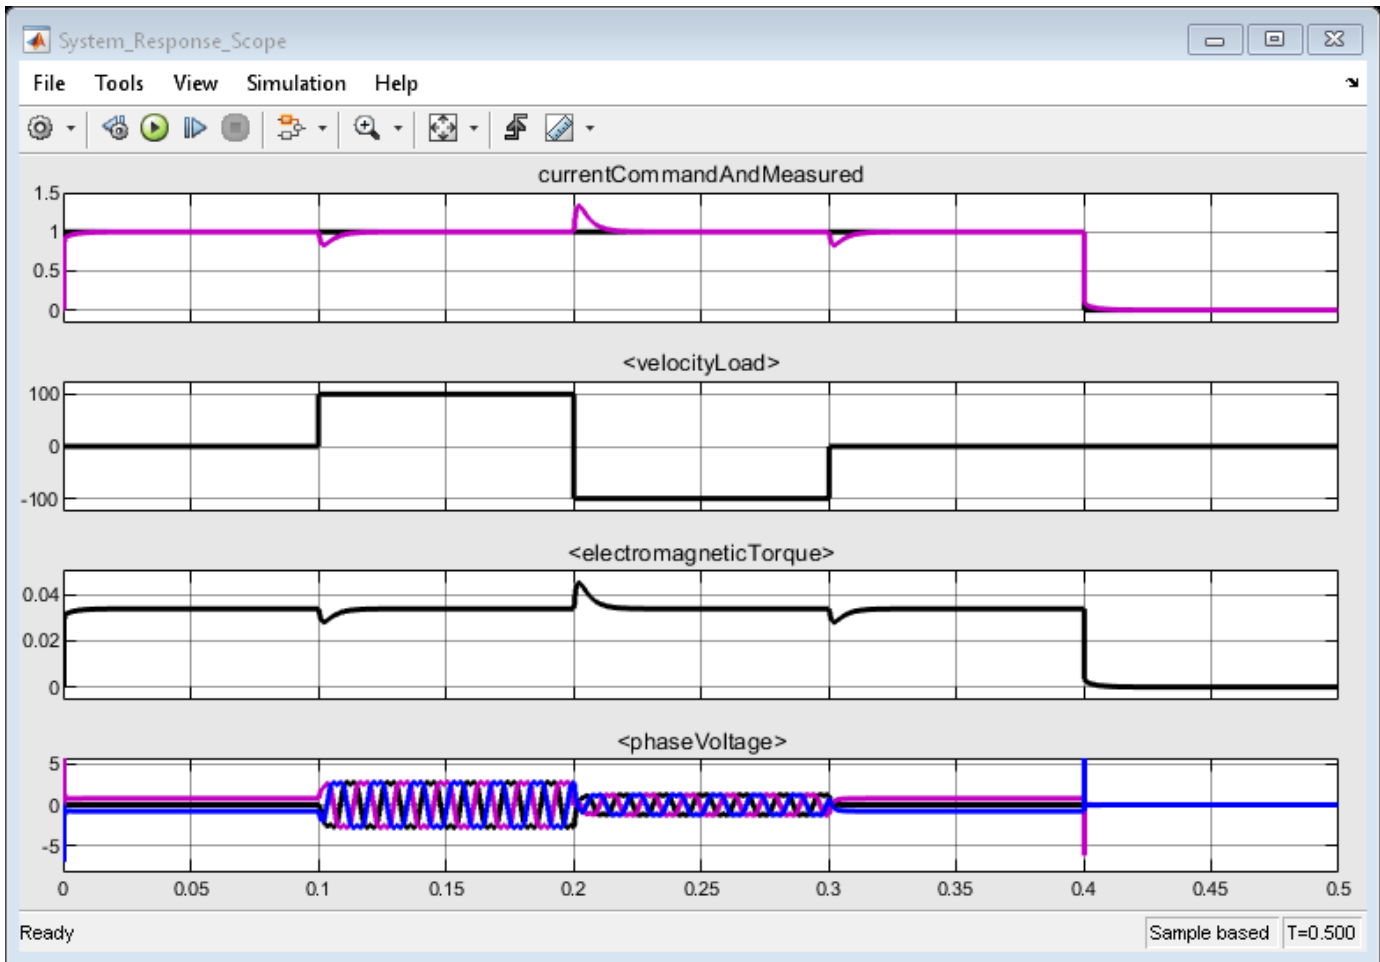 System_Response_Scope
File Tools View Simulation Help
currentCommandAndMeasured
1.5
1
0.5
0
<velocityLoad>
100
0
-100
<electromagneticTorque>
0.04
0.02
0
<phaseVoltage>
5
0
-5
0 0.05 0.1 0.15 0.2 0.25 0.3 0.35 0.4 0.45 0.5
Ready Sample based T=0.500